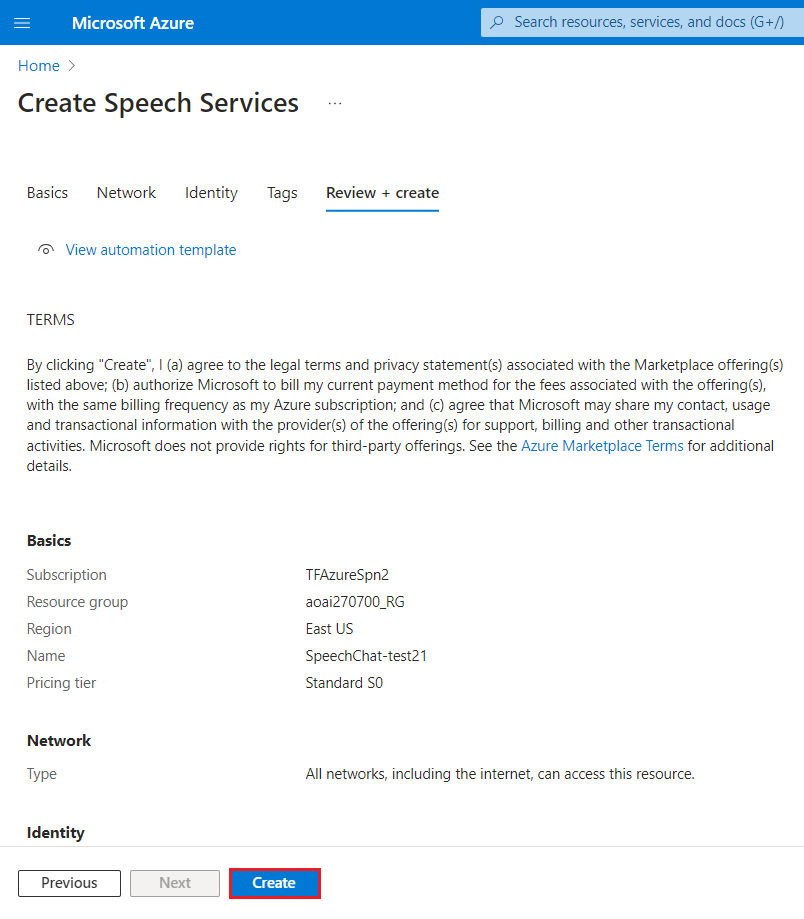 Microsoft Azure
Search resources, services, and docs (G+/)
Home
Create Speech Services ...
Basics Network Identity Tags Review + create
View automation template
TERMS
By clicking "Create", I (a) agree to the legal terms and privacy statement(s) associated with the Marketplace offering(s)
listed above; (b) authorize Microsoft to bill my current payment method for the fees associated with the offering(s),
with the same billing frequency as my Azure subscription; and (c) agree that Microsoft may share my contact, usage
and transactional information with the provider(s) of the offering(s) for support, billing and other transactional
activities. Microsoft does not provide rights for third-party offerings. See the Azure Marketplace Terms for additional
details.
Basics
Subscription TFAzureSpn2
Resource group aoai270700_RG
Region East US
Name SpeechChat-test21
Pricing tier Standard S0
Network
Type All networks, including the internet, can access this resource.
Identity
Previous Next Create